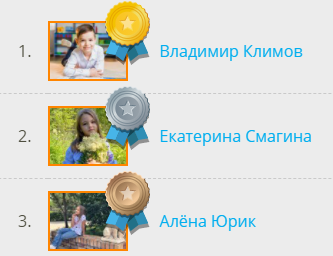 1. Владимир Климов
2. Екатерина Смагина
3. Алёна Юрик